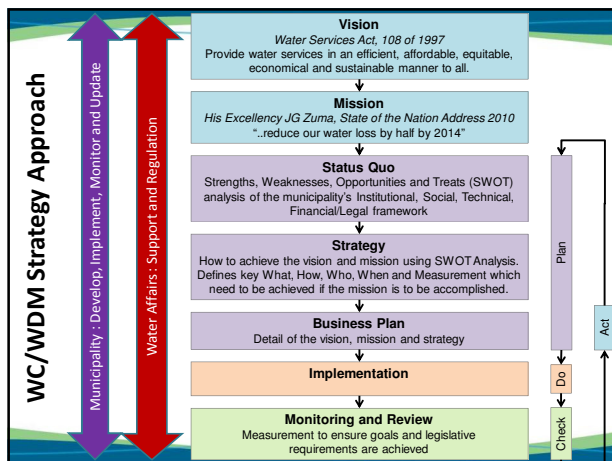 WC/WDM Strategy Approach
Municipality : Develop, Implement, Monitor and Update
Water Affairs : Support and Regulation
Vision
Water Services Act, 108 of 1997
Provide water services in an efficient, affordable, equitable,
economical and sustainable manner to all.
Mission
His Excellency JG Zuma, State of the Nation Address 2010
“..reduce our water loss by half by 2014”
Status Quo
Strengths, Weaknesses, Opportunities and Treats (SWOT)
analysis of the municipality’s Institutional, Social, Technical,
Financial/Legal framework
Strategy
How to achieve the vision and mission using SWOT Analysis.
Defines key What, How, Who, When and Measurement which
need to be achieved if the mission is to be accomplished.
Business Plan
Detail of the vision, mission and strategy
Implementation
Monitoring and Review
Measurement to ensure goals and legislative
requirements are achieved
Plan
Do
Check
Act